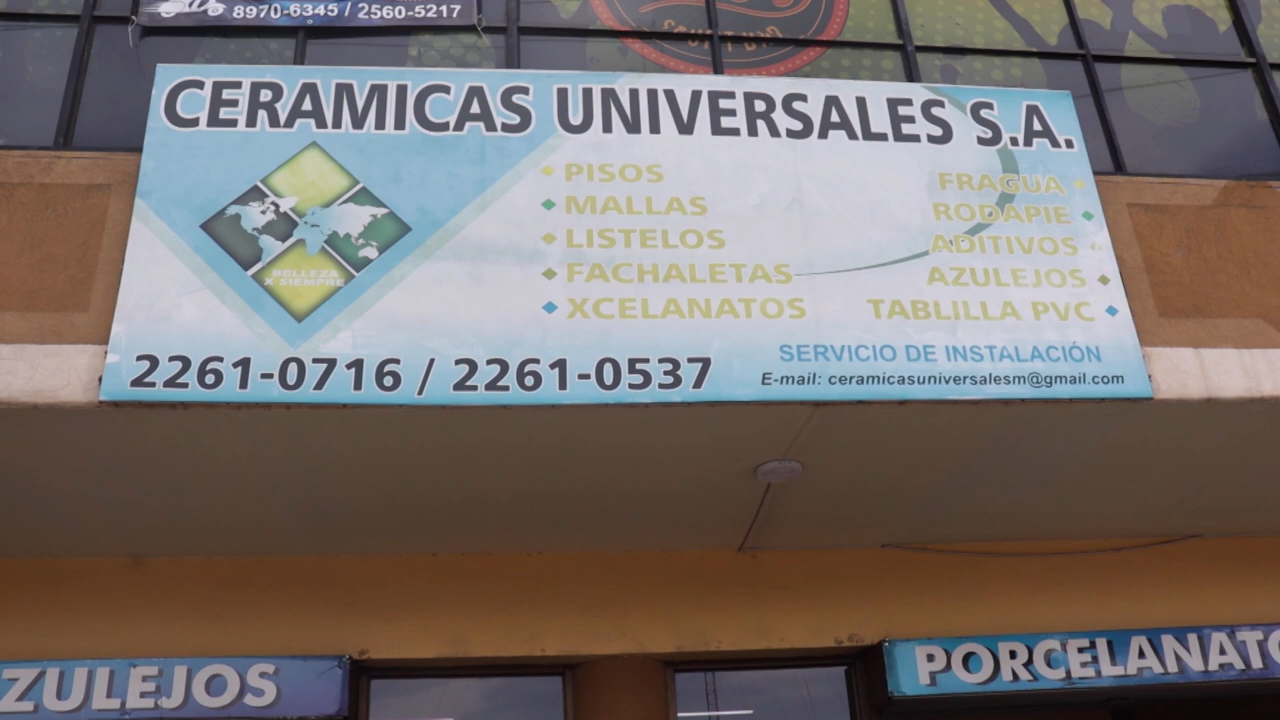 8970-6345 / 2560-5217
CERAMICAS UNIVERSALES S.A.
BELLEZA
X SIEMPRE
PISOS
MALLAS
LISTELOS
FACHALETAS
XCELANATOS
FRAGUA
RODAPIE
ADITIVOS
AZULEJOS
TABLILLA PVC
2261-0716 / 2261-0537
SERVICIO DE INSTALACIÓN
E-mail: ceramicasuniversalesm@gmail.com
ZULEJOS
PORCELANATO